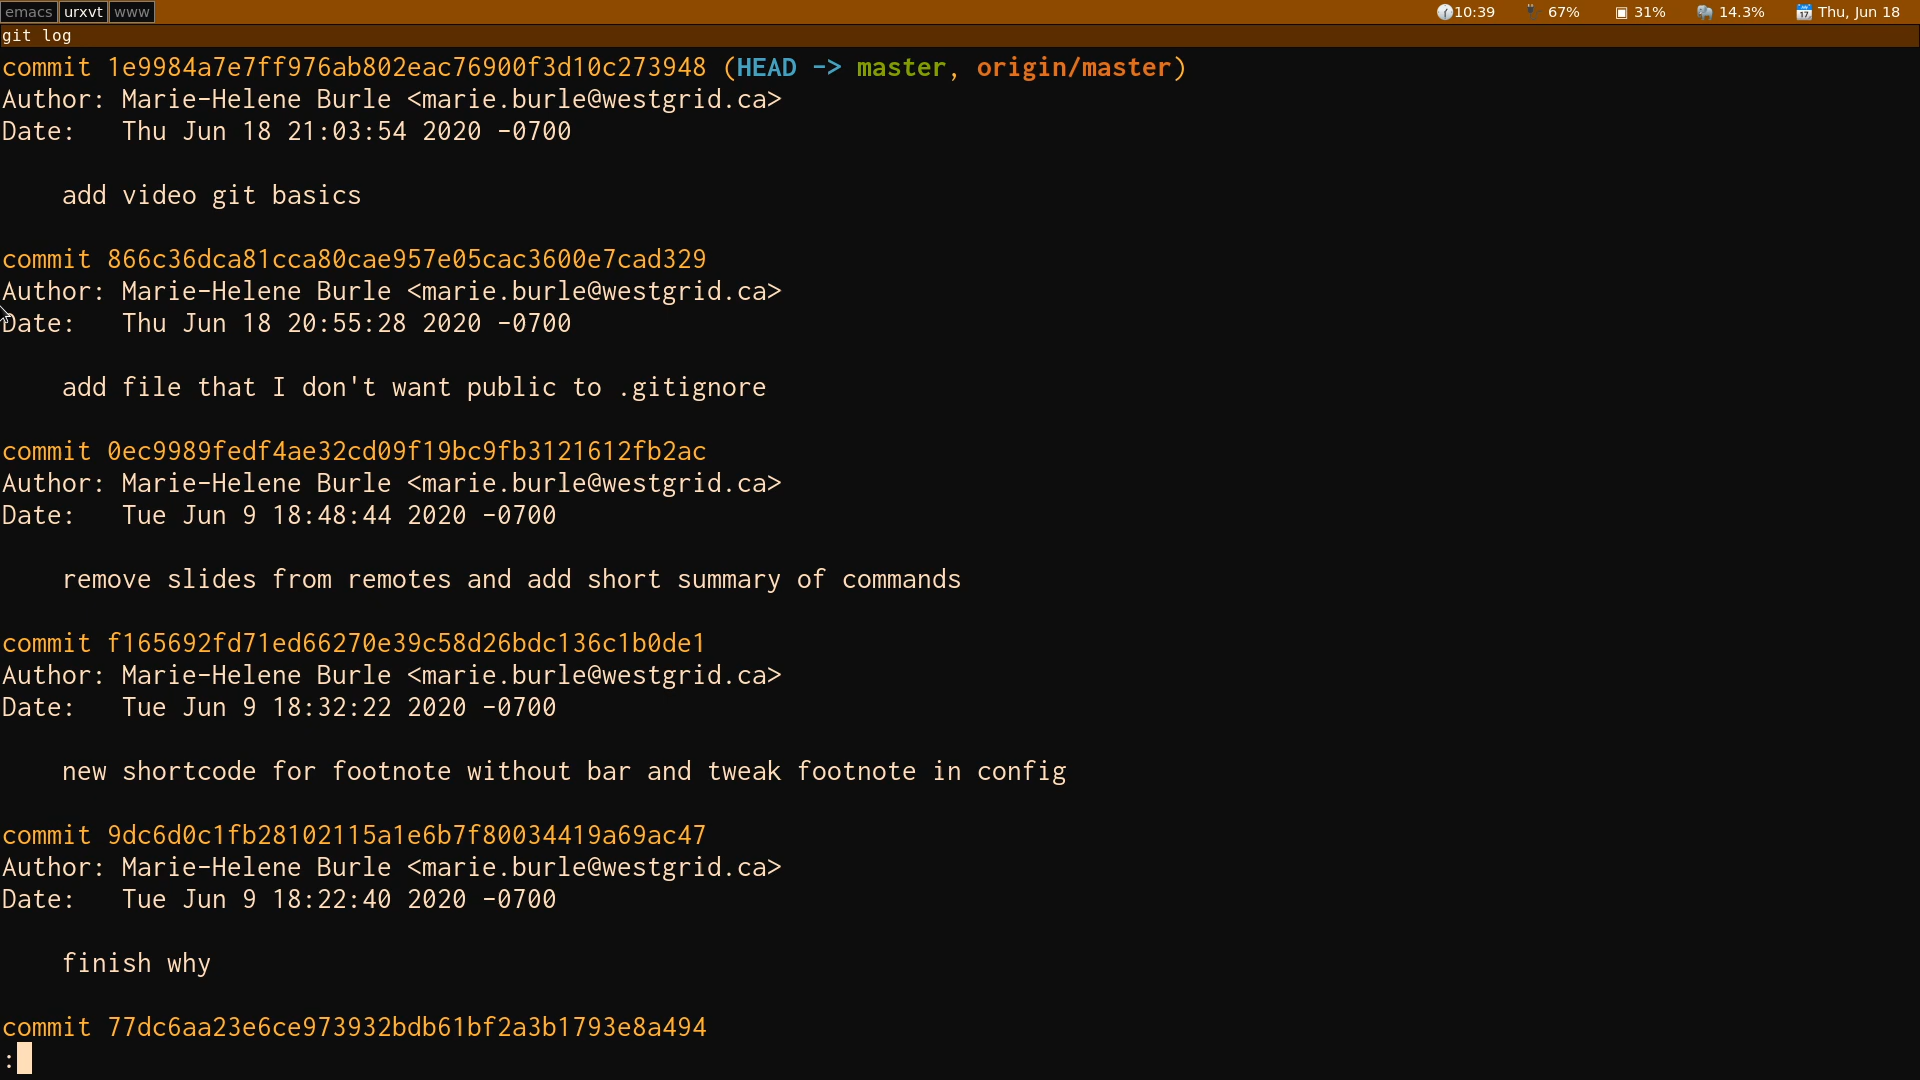 emacs urxvt www 10:39 67% 31% 14.3% Thu, Jun 18
git log
commit 1e9984a7e7ff976ab802eac76900f3d10c273948 (HEAD -> master, origin/master)
Author: Marie-Helene Burle <marie.burle@westgrid.ca>
Date:   Thu Jun 18 21:03:54 2020 -0700
    add video git basics
commit 866c36dca81cca80cae957e05cac3600e7cad329
Author: Marie-Helene Burle <marie.burle@westgrid.ca>
Date:   Thu Jun 18 20:55:28 2020 -0700
    add file that I don't want public to .gitignore
commit 0ec9989fedf4ae32cd09f19bc9fb3121612fb2ac
Author: Marie-Helene Burle <marie.burle@westgrid.ca>
Date:   Tue Jun 9 18:48:44 2020 -0700
    remove slides from remotes and add short summary of commands
commit f165692fd71ed66270e39c58d26bdc136c1b0de1
Author: Marie-Helene Burle <marie.burle@westgrid.ca>
Date:   Tue Jun 9 18:32:22 2020 -0700
    new shortcode for footnote without bar and tweak footnote in config
commit 9dc6d0c1fb28102115a1e6b7f80034419a69ac47
Author: Marie-Helene Burle <marie.burle@westgrid.ca>
Date:   Tue Jun 9 18:22:40 2020 -0700
    finish why
commit 77dc6aa23e6ce973932bdb61bf2a3b1793e8a494
: